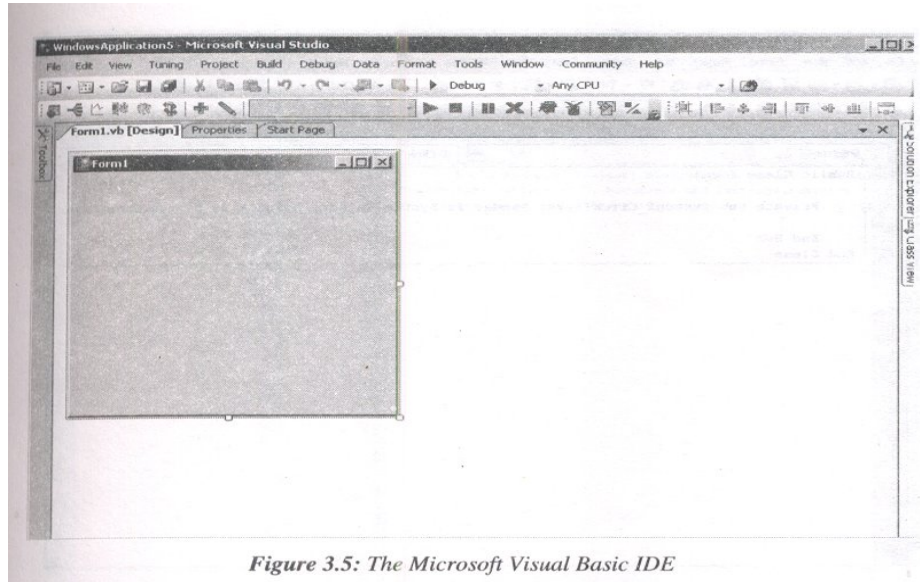 WindowsApplication5 - Microsoft Visual Studio
File Edit View Tuning Project Build Debug Data Format Tools Window Community Help
Debug Any CPU
Form1.vb [Design] Properties Start Page
Toolbox
Form1
Solution Explorer Class View
Figure 3.5: The Microsoft Visual Basic IDE